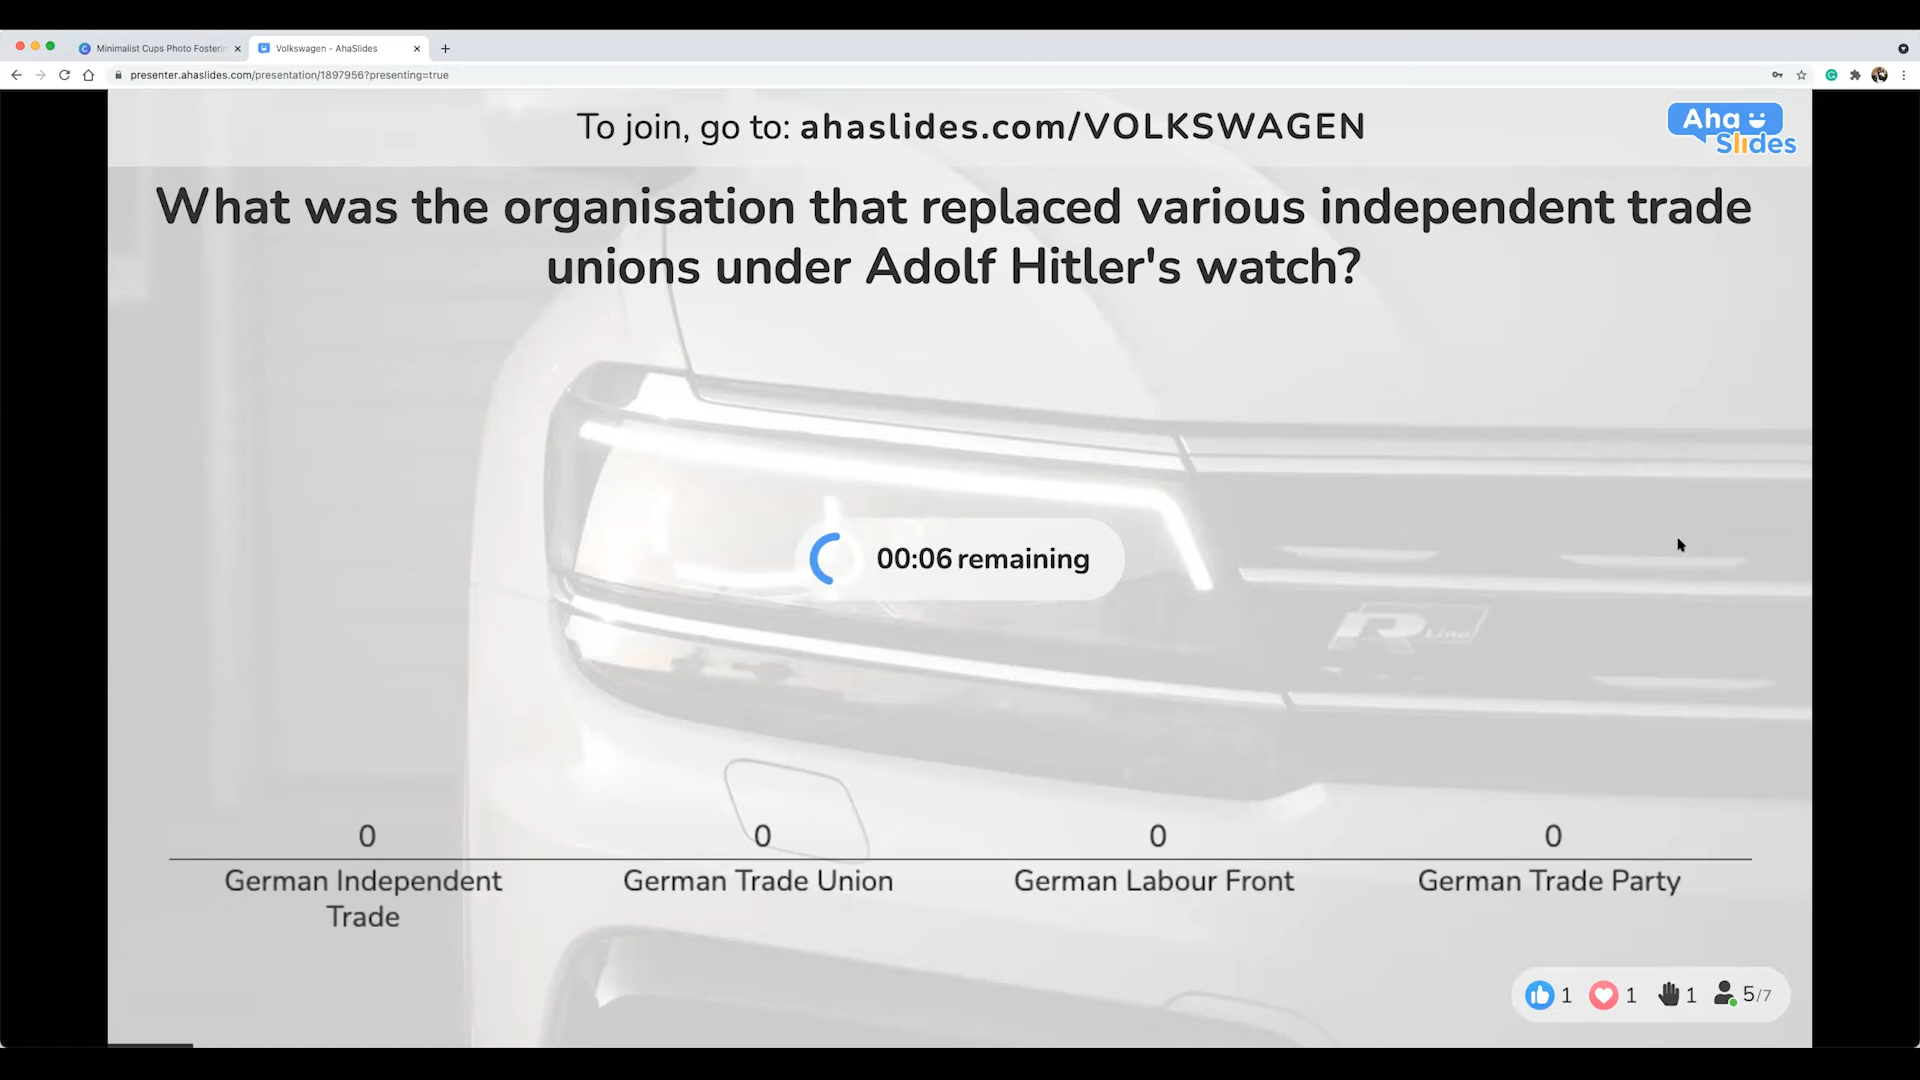 Minimalist Cups Photo Fosterin
Volkswagen - AhaSlides
presenter.ahaslides.com/presentation/1897956?presenting=true
To join, go to: ahaslides.com/VOLKSWAGEN
Aha
Slides
What was the organisation that replaced various independent trade
unions under Adolf Hitler's watch?
00:06 remaining
R Line
0 0 0 0
German Independent Trade
German Trade Union
German Labour Front
German Trade Party
1 1 1 5/7